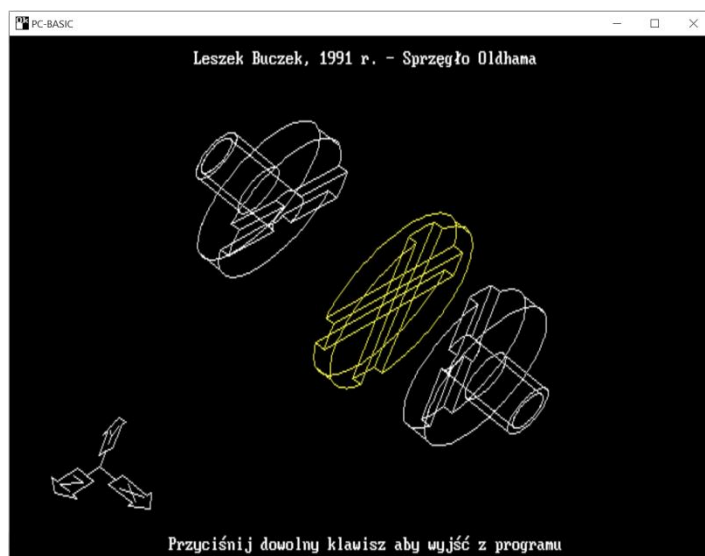 PC-BASIC
Leszek Buczek, 1991 r. - Sprzęgło Oldhama
Y
Z
X
Przyciśnij dowolny klawisz aby wyjść z programu